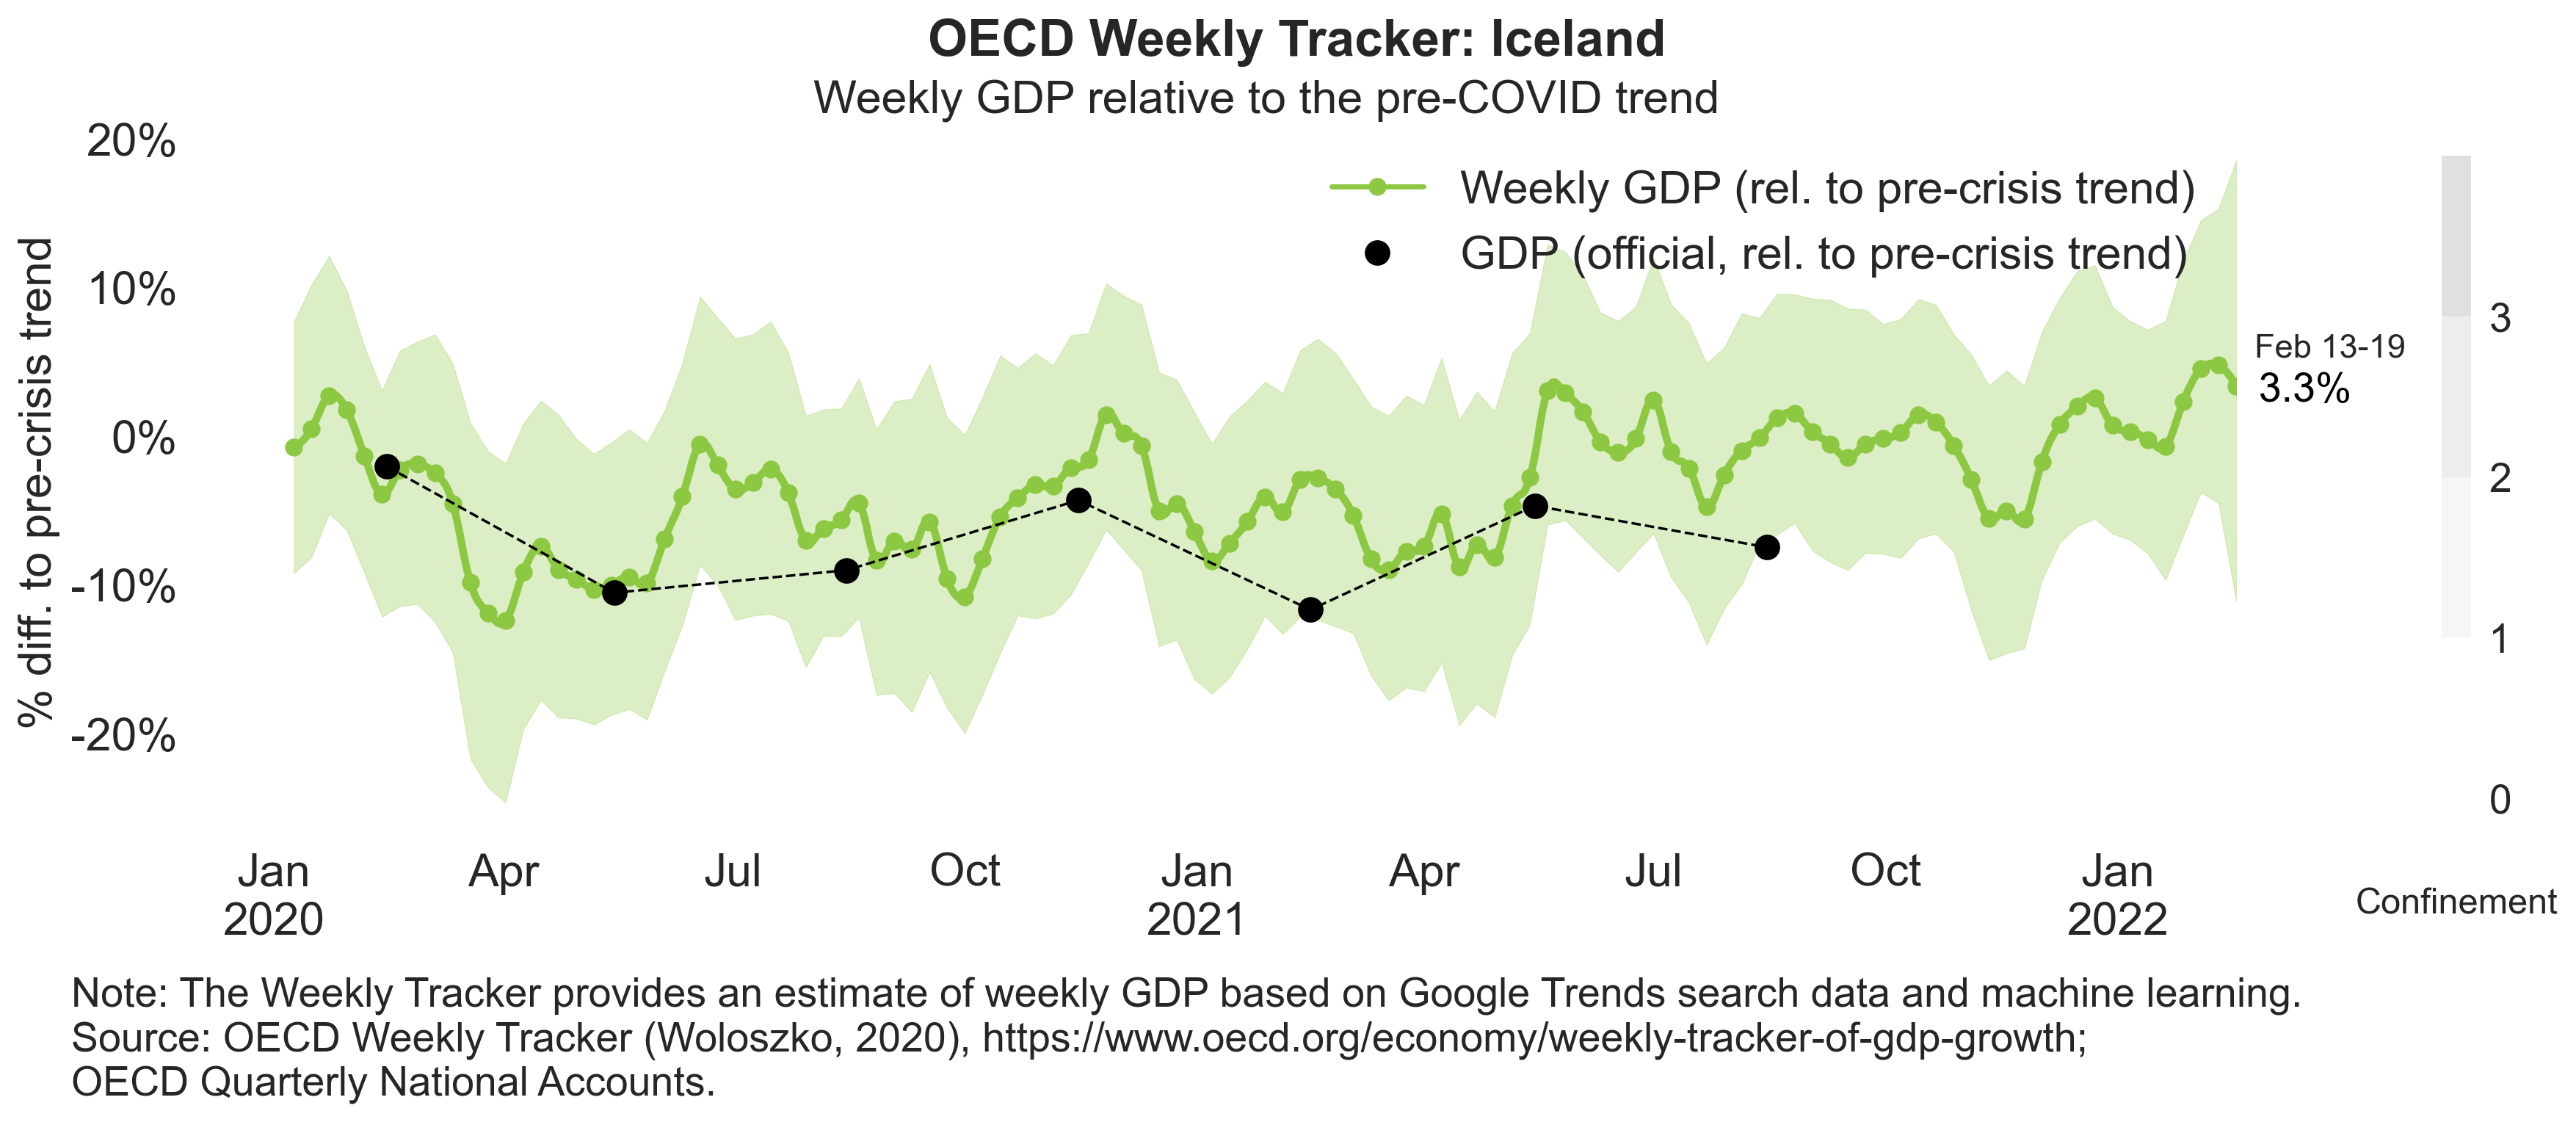 OECD Weekly Tracker: Iceland
Weekly GDP relative to the pre-COVID trend
% diff. to pre-crisis trend
20%
10%
0%
-10%
-20%
Weekly GDP (rel. to pre-crisis trend)
GDP (official, rel. to pre-crisis trend)
Feb 13-19
3.3%
3
2
1
0
Confinement
Jan Apr Jul Oct Jan Apr Jul Oct Jan
2020 2021 2022
Note: The Weekly Tracker provides an estimate of weekly GDP based on Google Trends search data and machine learning.
Source: OECD Weekly Tracker (Woloszko, 2020), https://www.oecd.org/economy/weekly-tracker-of-gdp-growth;
OECD Quarterly National Accounts.